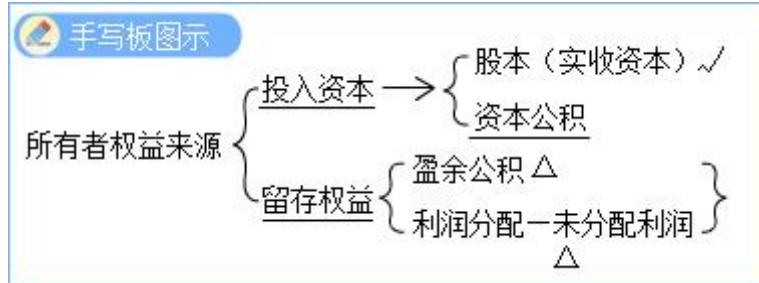 手写板图示
股本（实收资本）√
投入资本
资本公积
所有者权益来源
盈余公积 △
留存权益
利润分配—未分配利润
△